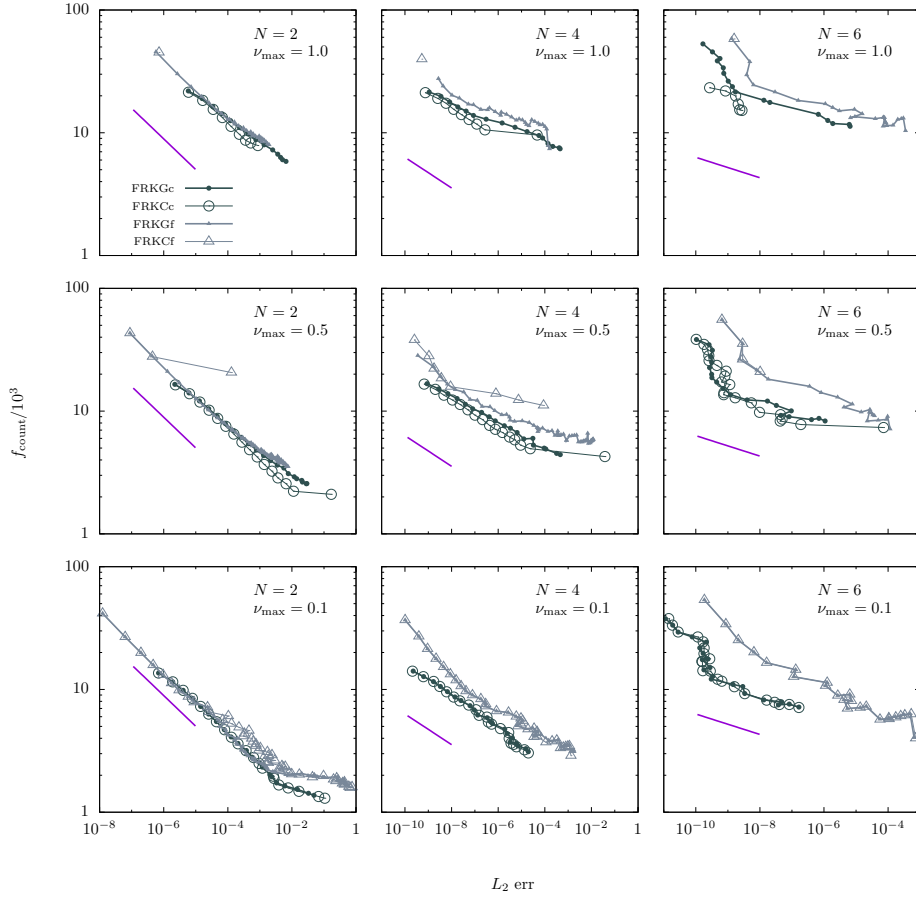 100
10
1
N = 2
ν_max = 1.0
FRKGc
FRKCc
FRKGf
FRKCf
N = 4
ν_max = 1.0
N = 6
ν_max = 1.0
100
10
1
N = 2
ν_max = 0.5
N = 4
ν_max = 0.5
N = 6
ν_max = 0.5
f_count/10^3
100
10
1
N = 2
ν_max = 0.1
N = 4
ν_max = 0.1
N = 6
ν_max = 0.1
10^−8 10^−6 10^−4 10^−2 1
10^−10 10^−8 10^−6 10^−4 10^−2 1
10^−10 10^−8 10^−6 10^−4
L_2 err